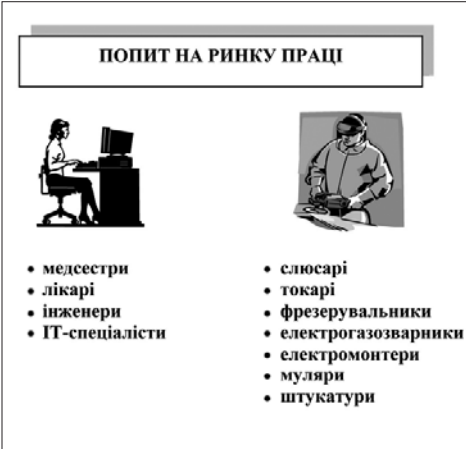 ПОПИТ НА РИНКУ ПРАЦІ
• медсестри
• лікарі
• інженери
• ІТ-спеціалісти
• слюсарі
• токарі
• фрезерувальники
• електрогазозварники
• електромонтери
• муляри
• штукатури